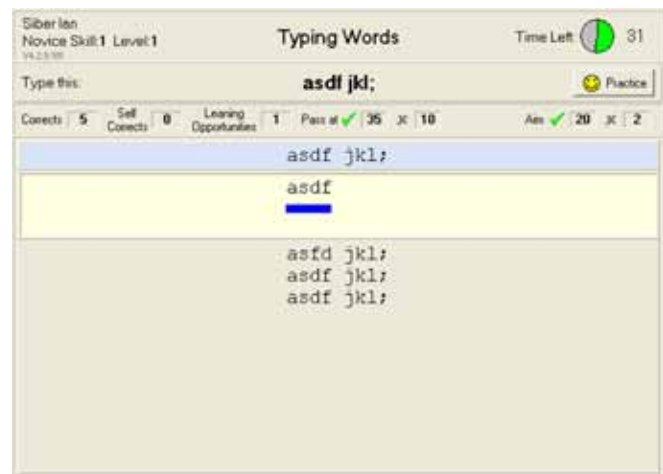 Siber Ian
Novice Skill:1 Level:1
Typing Words
Time Left 31
Type this:
asdf jkl;
Practice
Corrects 5 Self Corrects 0 Learning Opportunities 1 Pass at 35 10 Aim 20 2
asdf jkl;
asdf
asfd jkl;
asdf jkl;
asdf jkl;